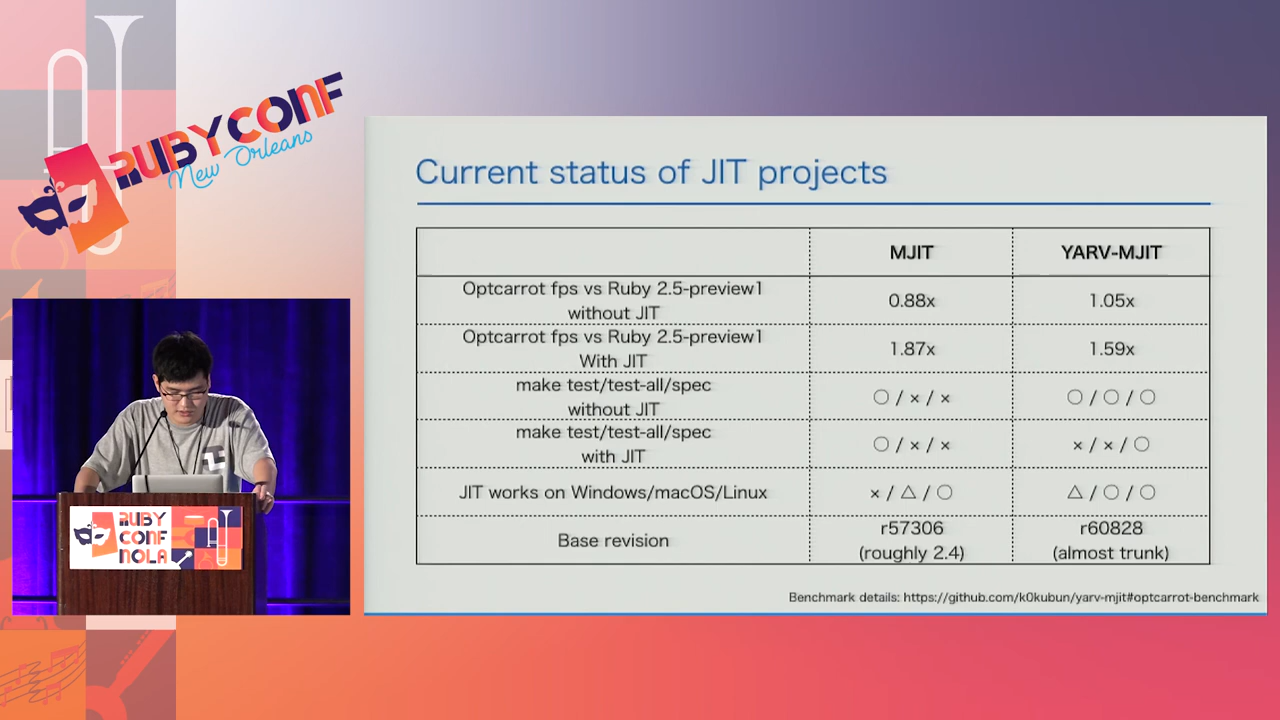 RUBYCONF
New Orleans
RUBY
CONF
NOLA
Current status of JIT projects
MJIT
YARV-MJIT
Optcarrot fps vs Ruby 2.5-preview1
without JIT
0.88x
1.05x
Optcarrot fps vs Ruby 2.5-preview1
With JIT
1.87x
1.59x
make test/test-all/spec
without JIT
○ / × / ×
○ / ○ / ○
make test/test-all/spec
with JIT
○ / × / ×
× / × / ○
JIT works on Windows/macOS/Linux
× / △ / ○
△ / ○ / ○
Base revision
r57306
(roughly 2.4)
r60828
(almost trunk)
Benchmark details: https://github.com/k0kubun/yarv-mjit#optcarrot-benchmark